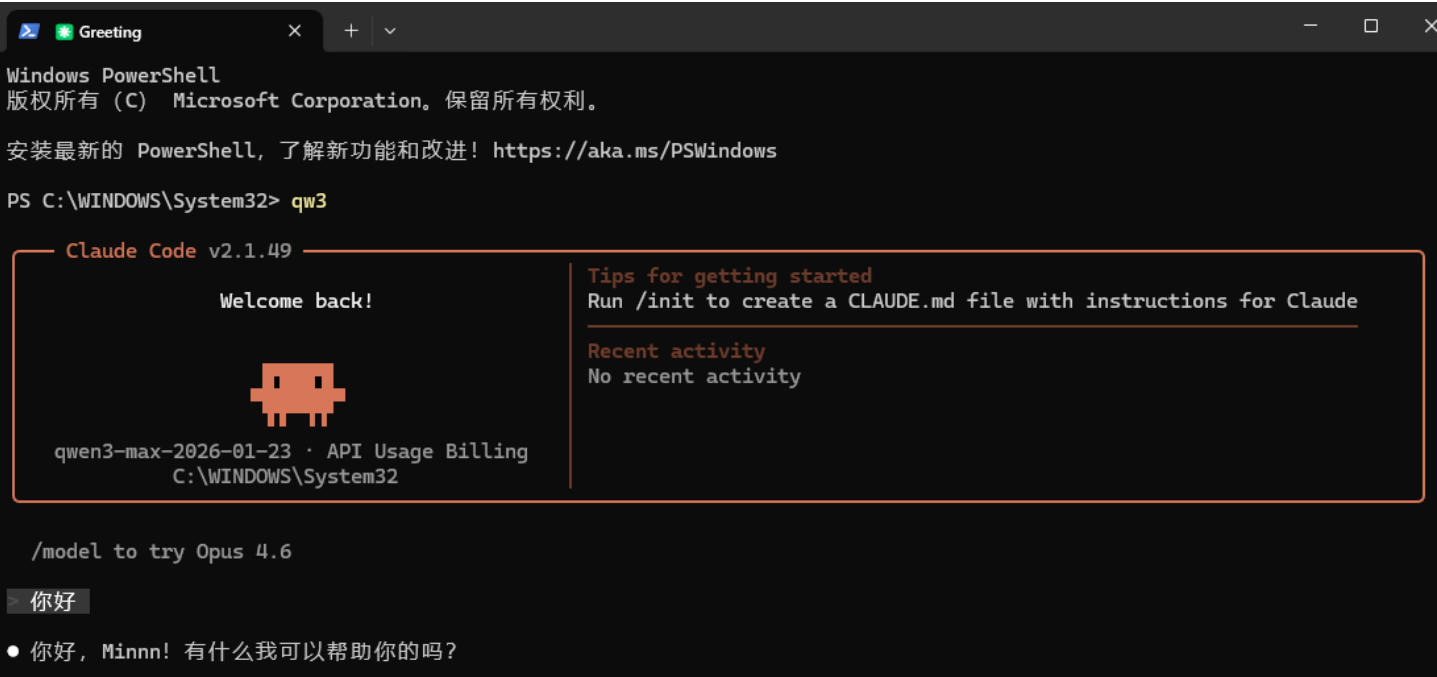 Greeting
Windows PowerShell
版权所有（C） Microsoft Corporation。保留所有权利。
安装最新的 PowerShell，了解新功能和改进！https://aka.ms/PSWindows
PS C:\WINDOWS\System32> qw3
Claude Code v2.1.49
Welcome back!
qwen3-max-2026-01-23 · API Usage Billing
C:\WINDOWS\System32
Tips for getting started
Run /init to create a CLAUDE.md file with instructions for Claude
Recent activity
No recent activity
/model to try Opus 4.6
> 你好
● 你好，Minnn！有什么我可以帮助你的吗？